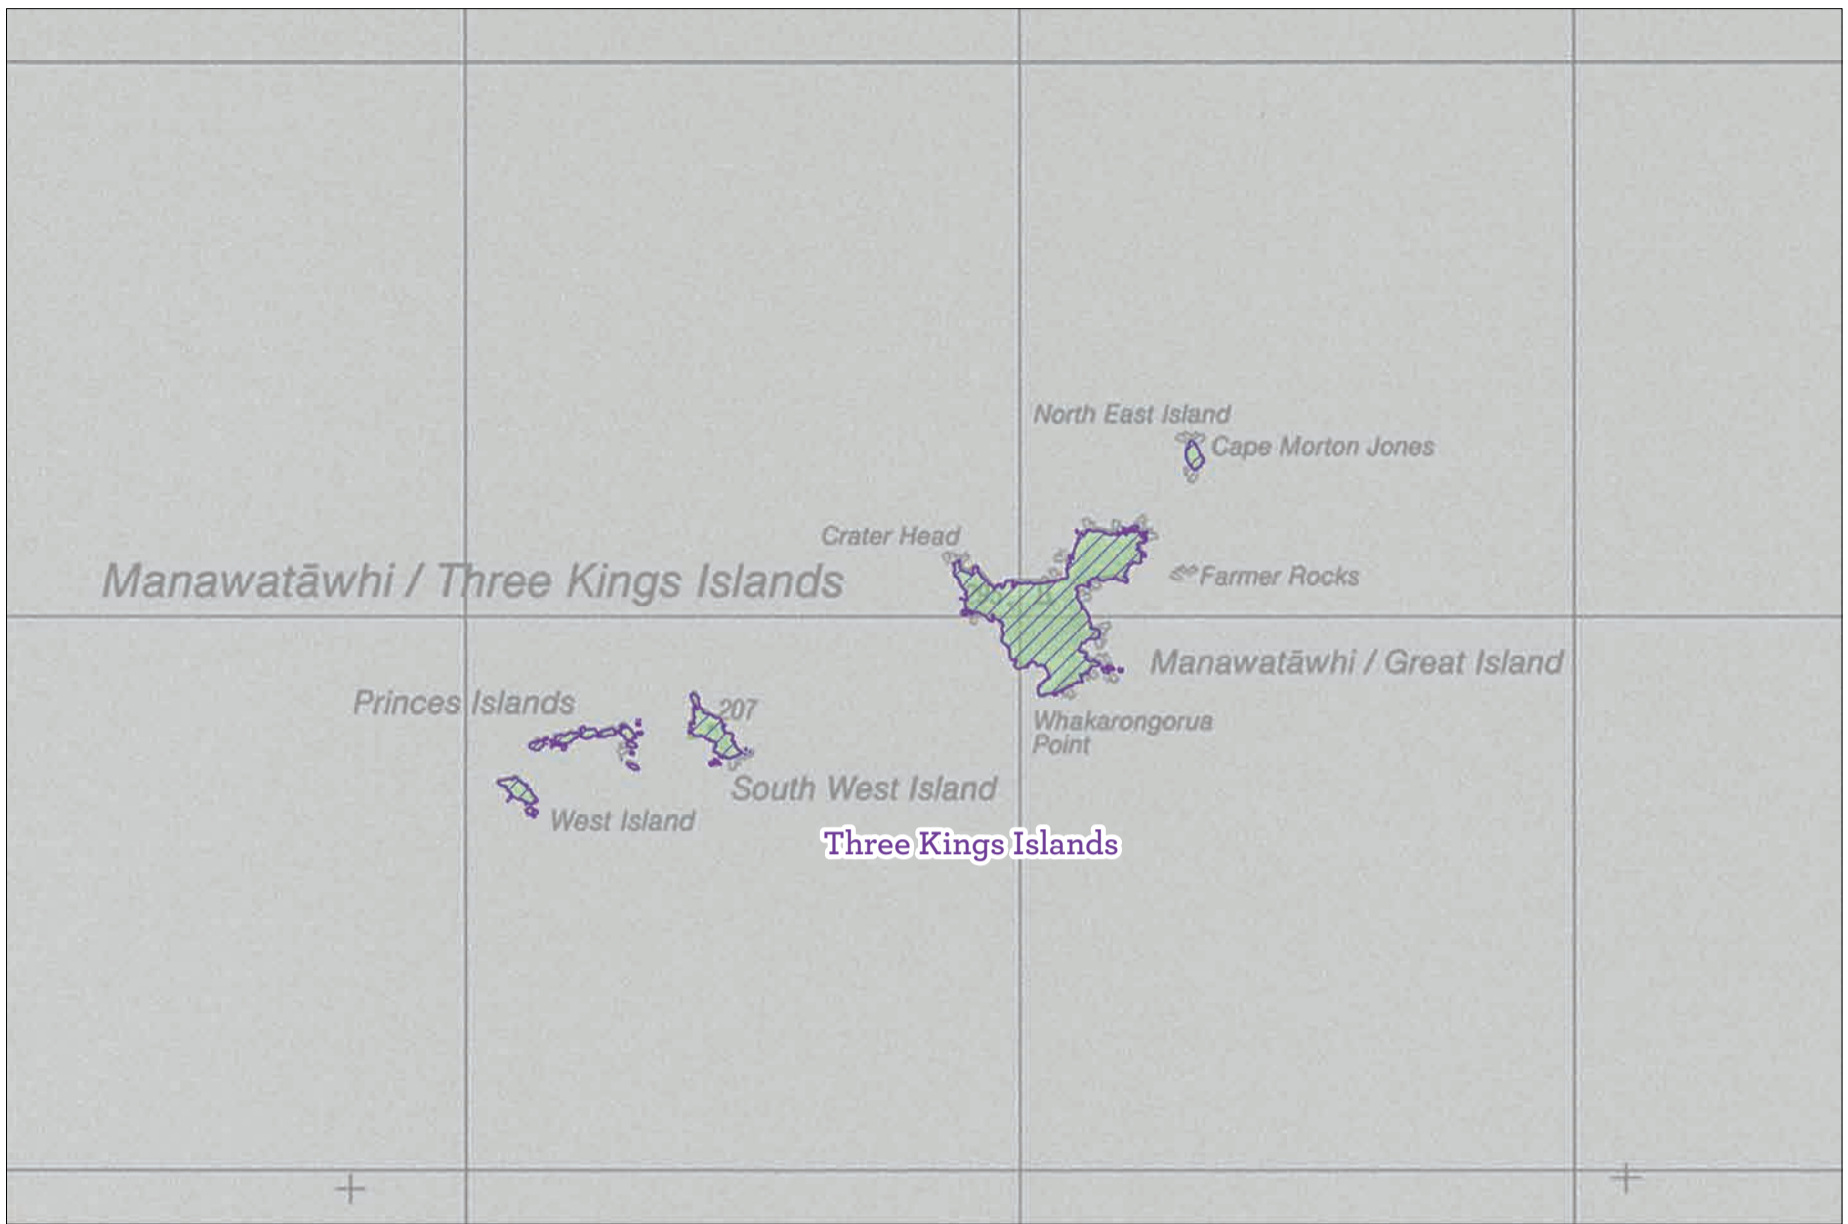 North East Island
Cape Morton Jones
Crater Head
Manawatāwhi / Three Kings Islands
Farmer Rocks
Manawatāwhi / Great Island
Princes Islands
207
Whakarongorua
Point
South West Island
West Island
Three Kings Islands